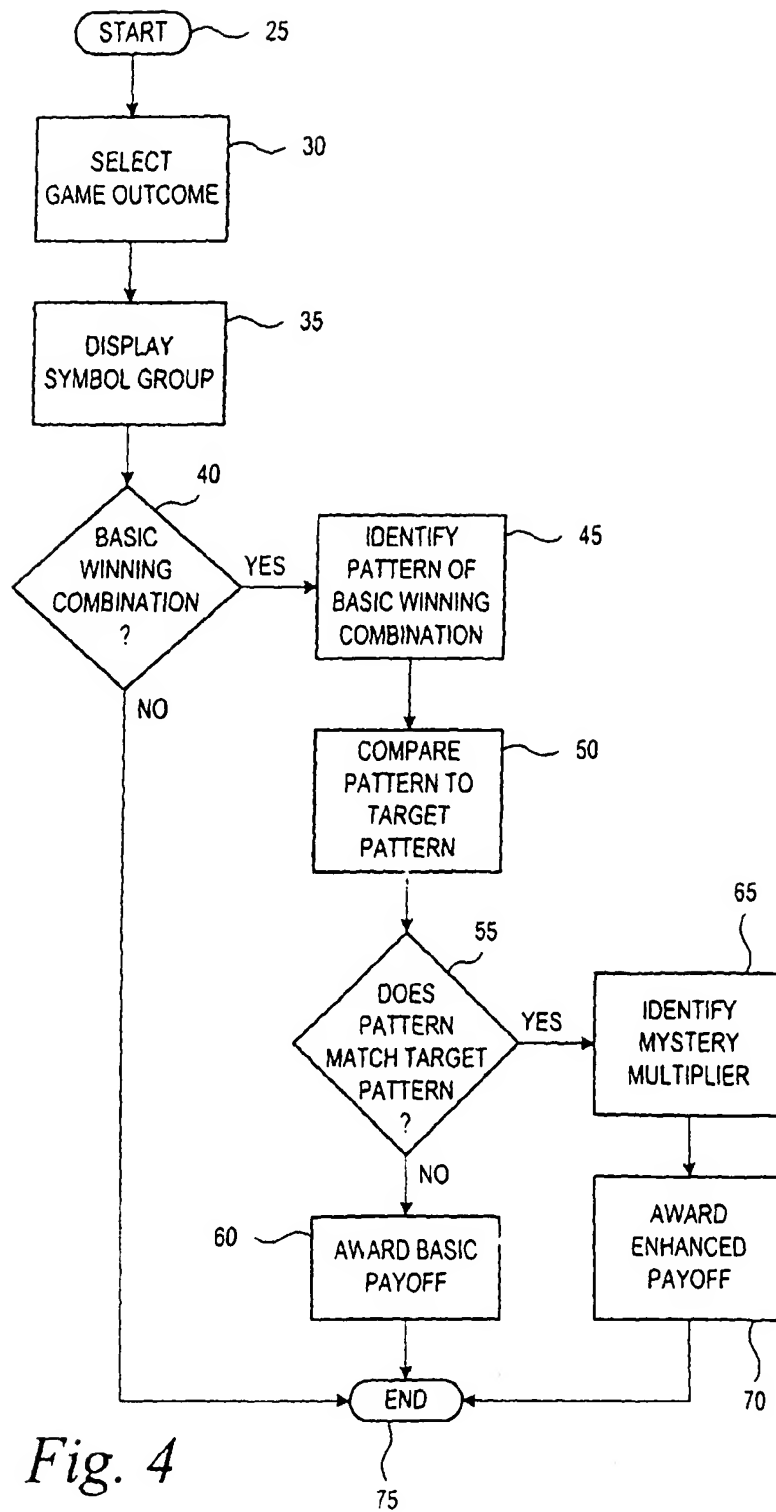 START
25
SELECT
GAME OUTCOME
30
DISPLAY
SYMBOL GROUP
35
BASIC
WINNING
COMBINATION
?
40
YES
NO
IDENTIFY
PATTERN OF
BASIC WINNING
COMBINATION
45
COMPARE
PATTERN TO
TARGET
PATTERN
50
DOES
PATTERN
MATCH TARGET
PATTERN
?
55
YES
NO
IDENTIFY
MYSTERY
MULTIPLIER
65
60
AWARD BASIC
PAYOFF
AWARD
ENHANCED
PAYOFF
70
END
75
Fig. 4